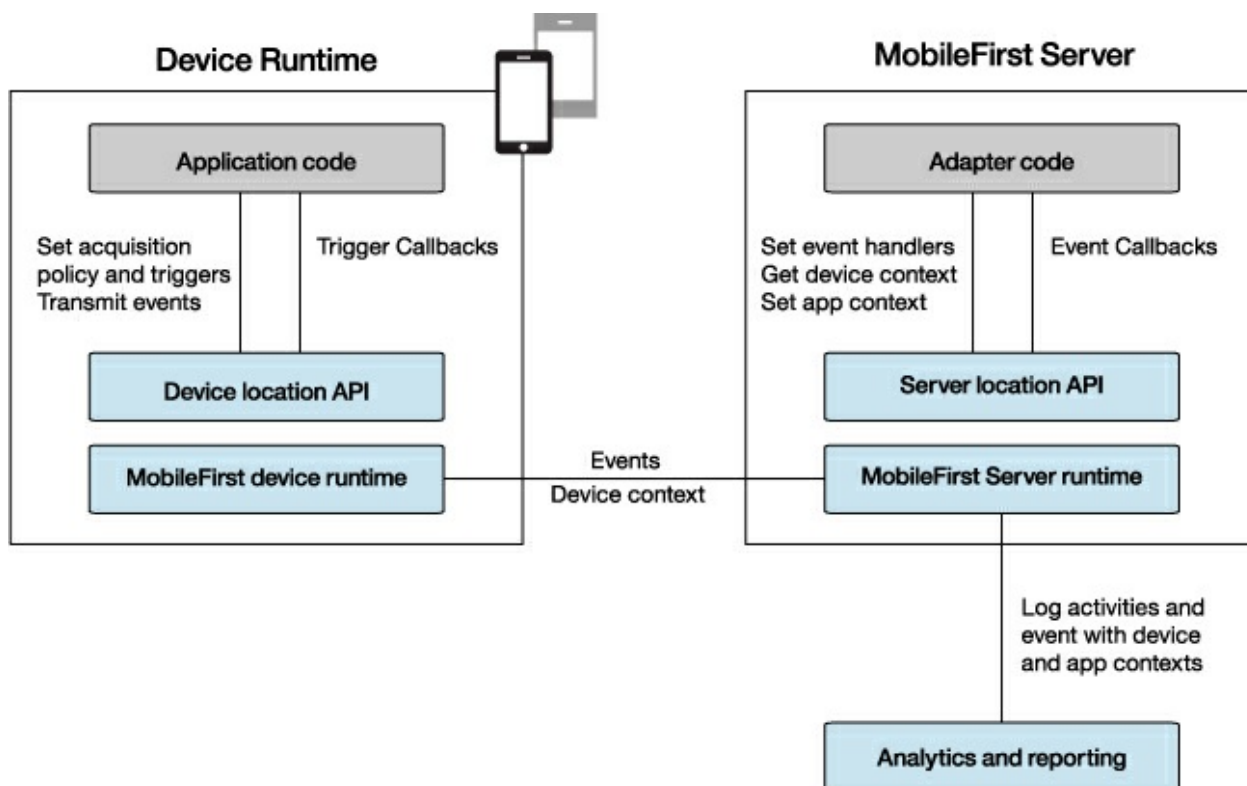 Device Runtime
Application code
Set acquisition
policy and triggers
Transmit events
Trigger Callbacks
Device location API
MobileFirst device runtime
Events
Device context
MobileFirst Server
Adapter code
Set event handlers
Get device context
Set app context
Event Callbacks
Server location API
MobileFirst Server runtime
Log activities and
event with device
and app contexts
Analytics and reporting